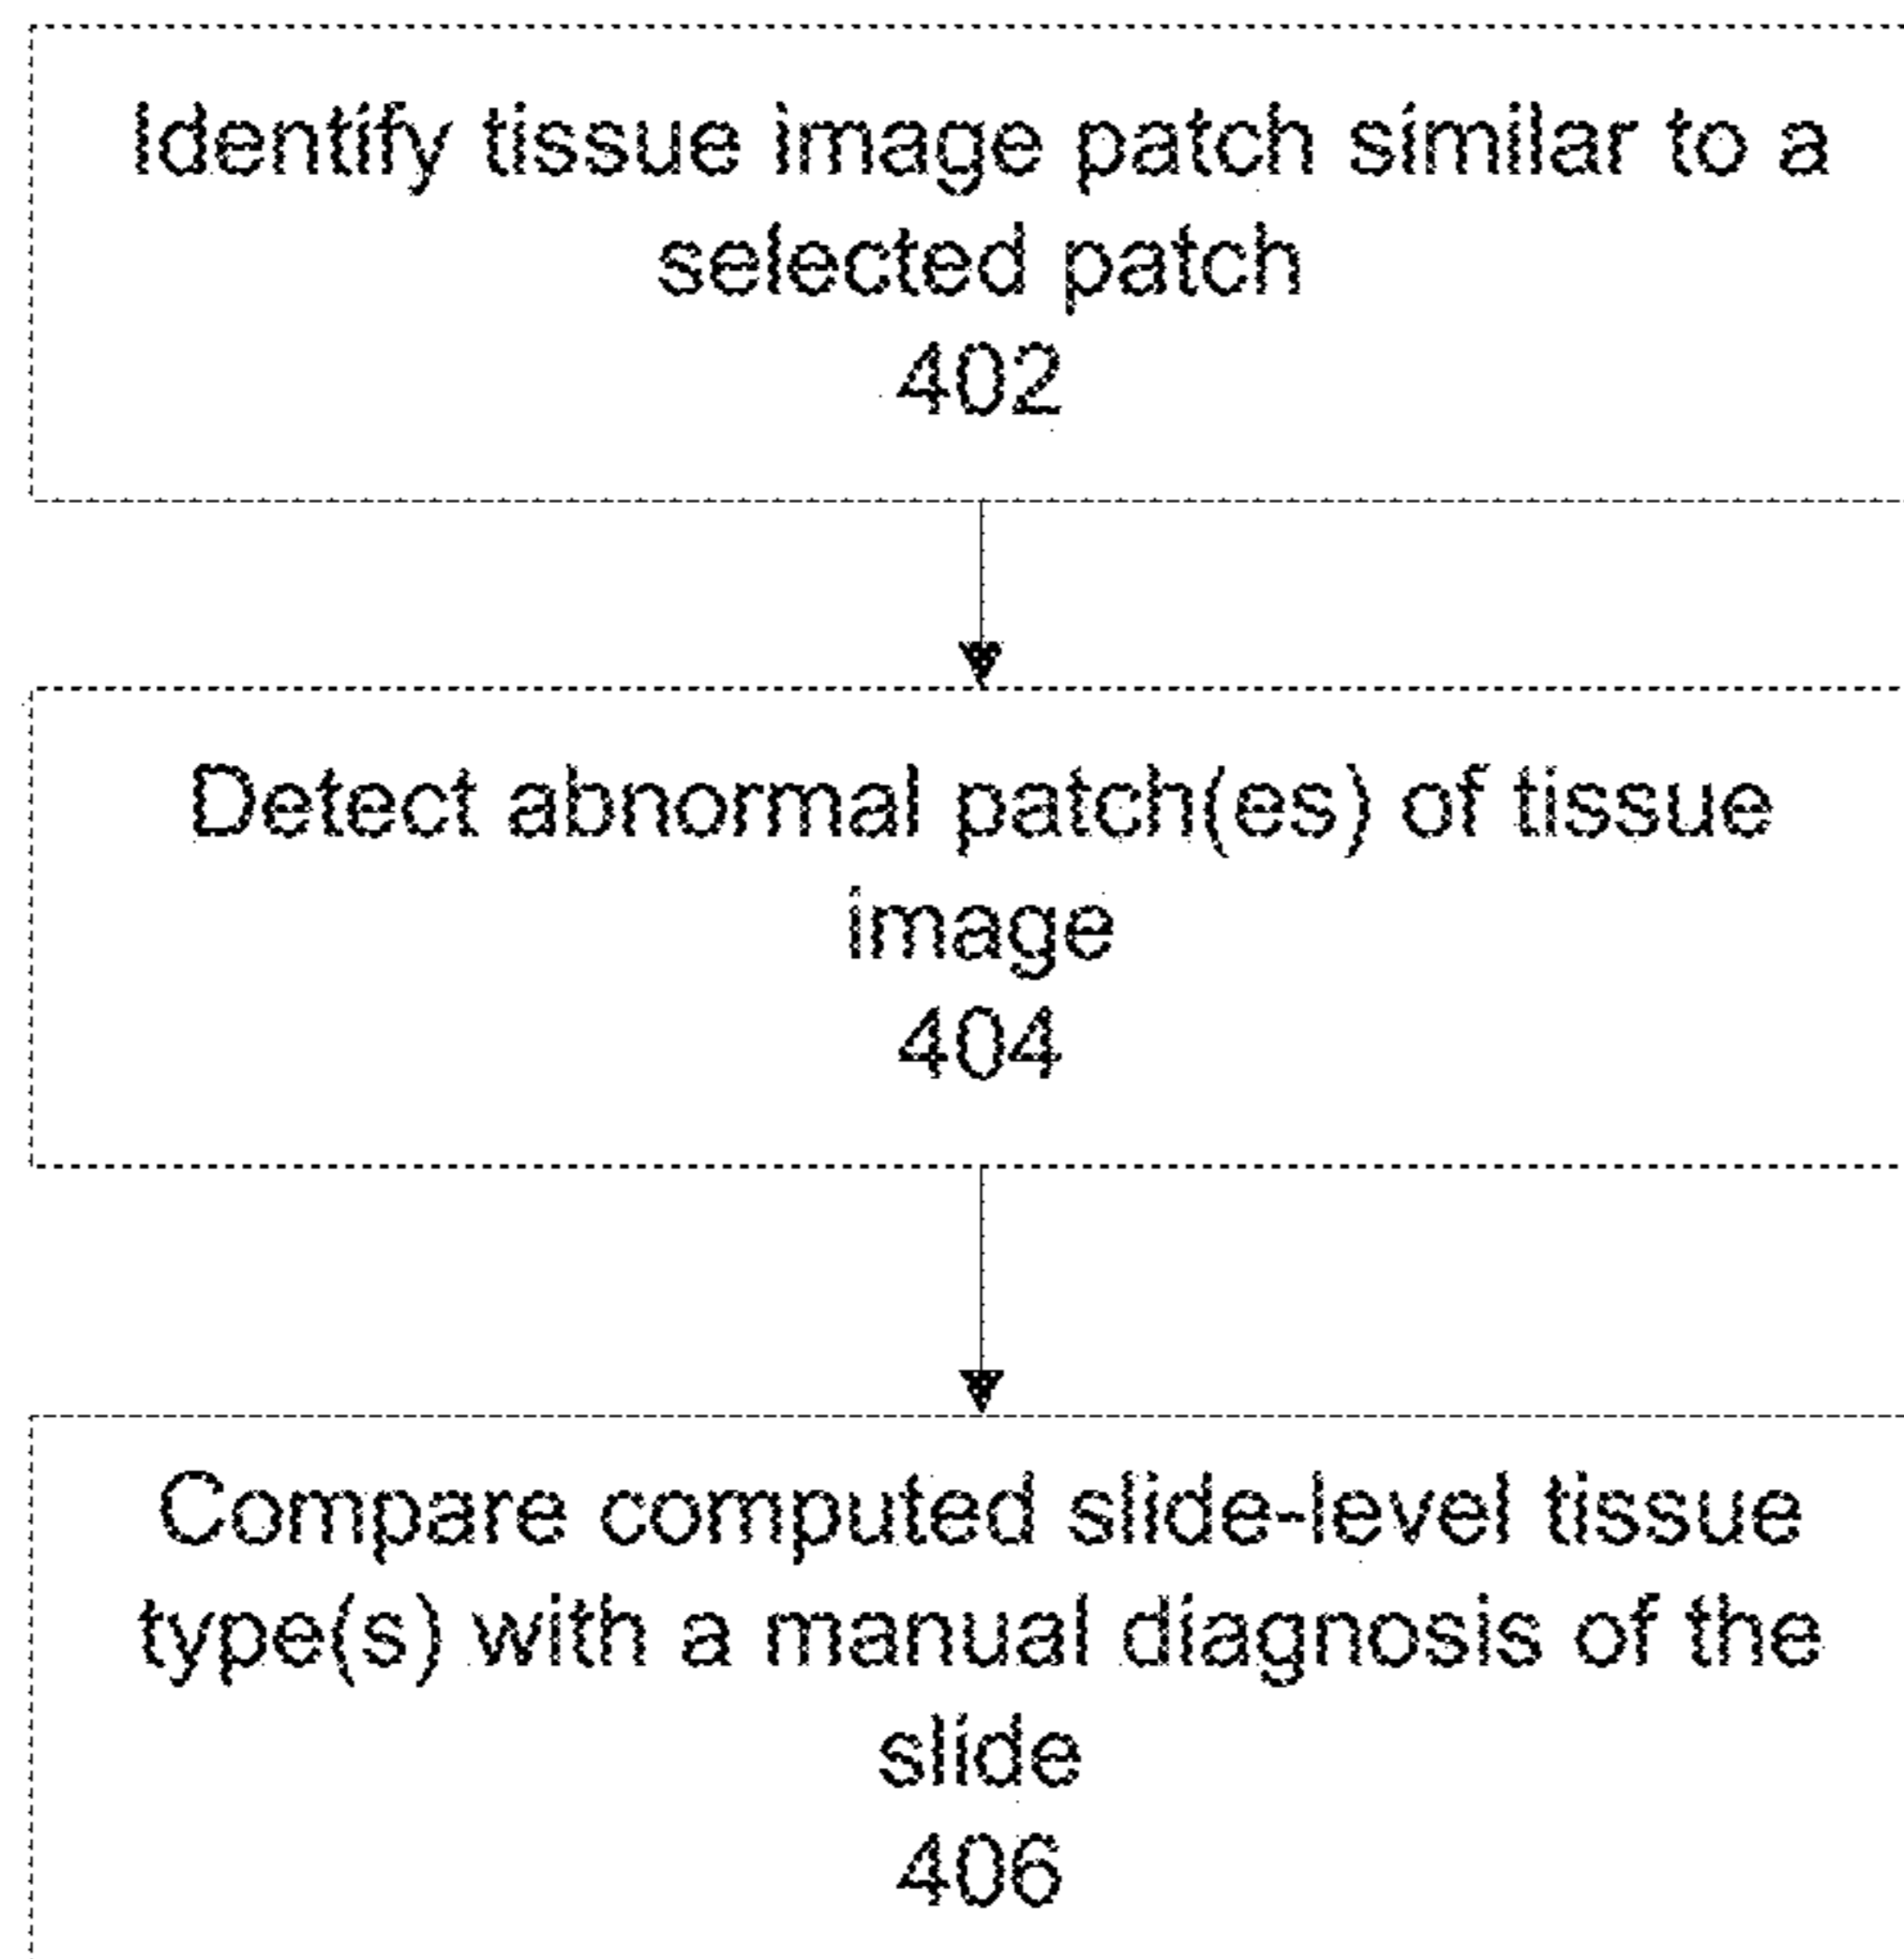 Identify tissue image patch similar to a
selected patch
402
Detect abnormal patch(es) of tissue
image
404
Compare computed slide-level tissue
type(s) with a manual diagnosis of the
slide
406